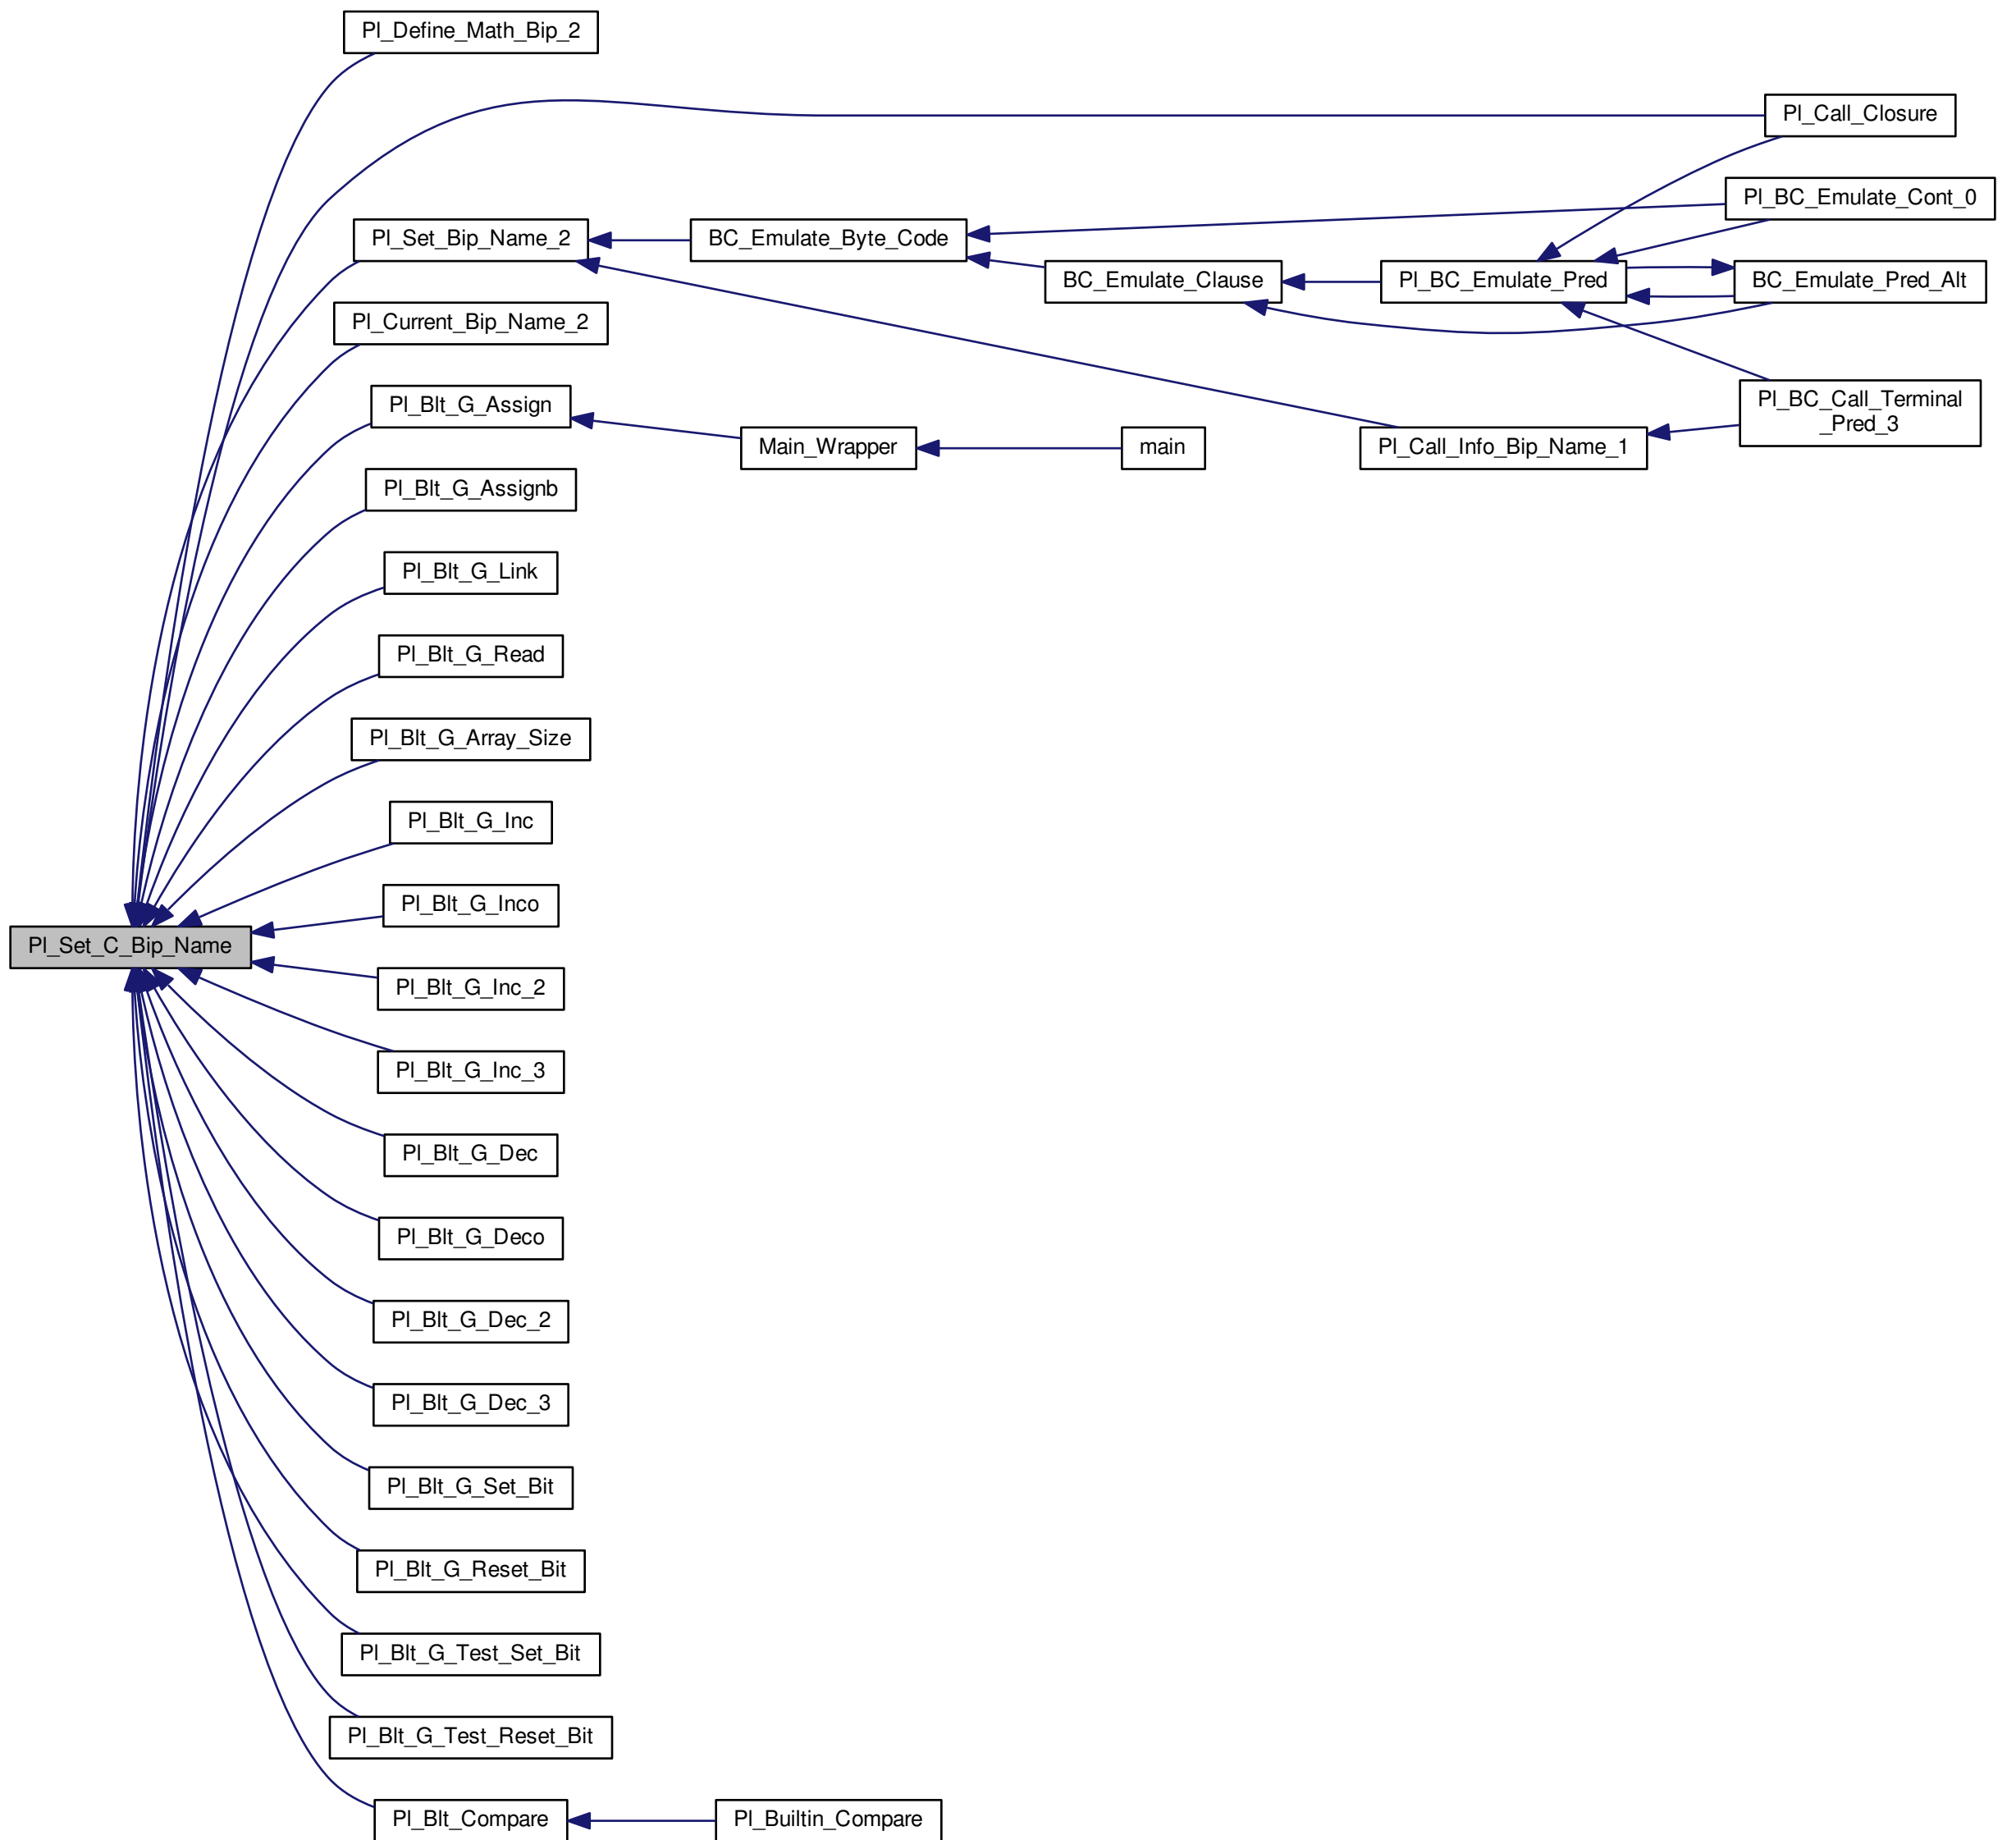 Pl_Define_Math_Bip_2
Pl_Call_Closure
Pl_BC_Emulate_Cont_0
Pl_Set_Bip_Name_2
BC_Emulate_Byte_Code
BC_Emulate_Clause
Pl_BC_Emulate_Pred
BC_Emulate_Pred_Alt
Pl_Current_Bip_Name_2
Pl_Blt_G_Assign
Pl_BC_Call_Terminal
_Pred_3
Main_Wrapper
main
Pl_Call_Info_Bip_Name_1
Pl_Blt_G_Assignb
Pl_Blt_G_Link
Pl_Blt_G_Read
Pl_Blt_G_Array_Size
Pl_Blt_G_Inc
Pl_Blt_G_Inco
Pl_Set_C_Bip_Name
Pl_Blt_G_Inc_2
Pl_Blt_G_Inc_3
Pl_Blt_G_Dec
Pl_Blt_G_Deco
Pl_Blt_G_Dec_2
Pl_Blt_G_Dec_3
Pl_Blt_G_Set_Bit
Pl_Blt_G_Reset_Bit
Pl_Blt_G_Test_Set_Bit
Pl_Blt_G_Test_Reset_Bit
Pl_Blt_Compare
Pl_Builtin_Compare